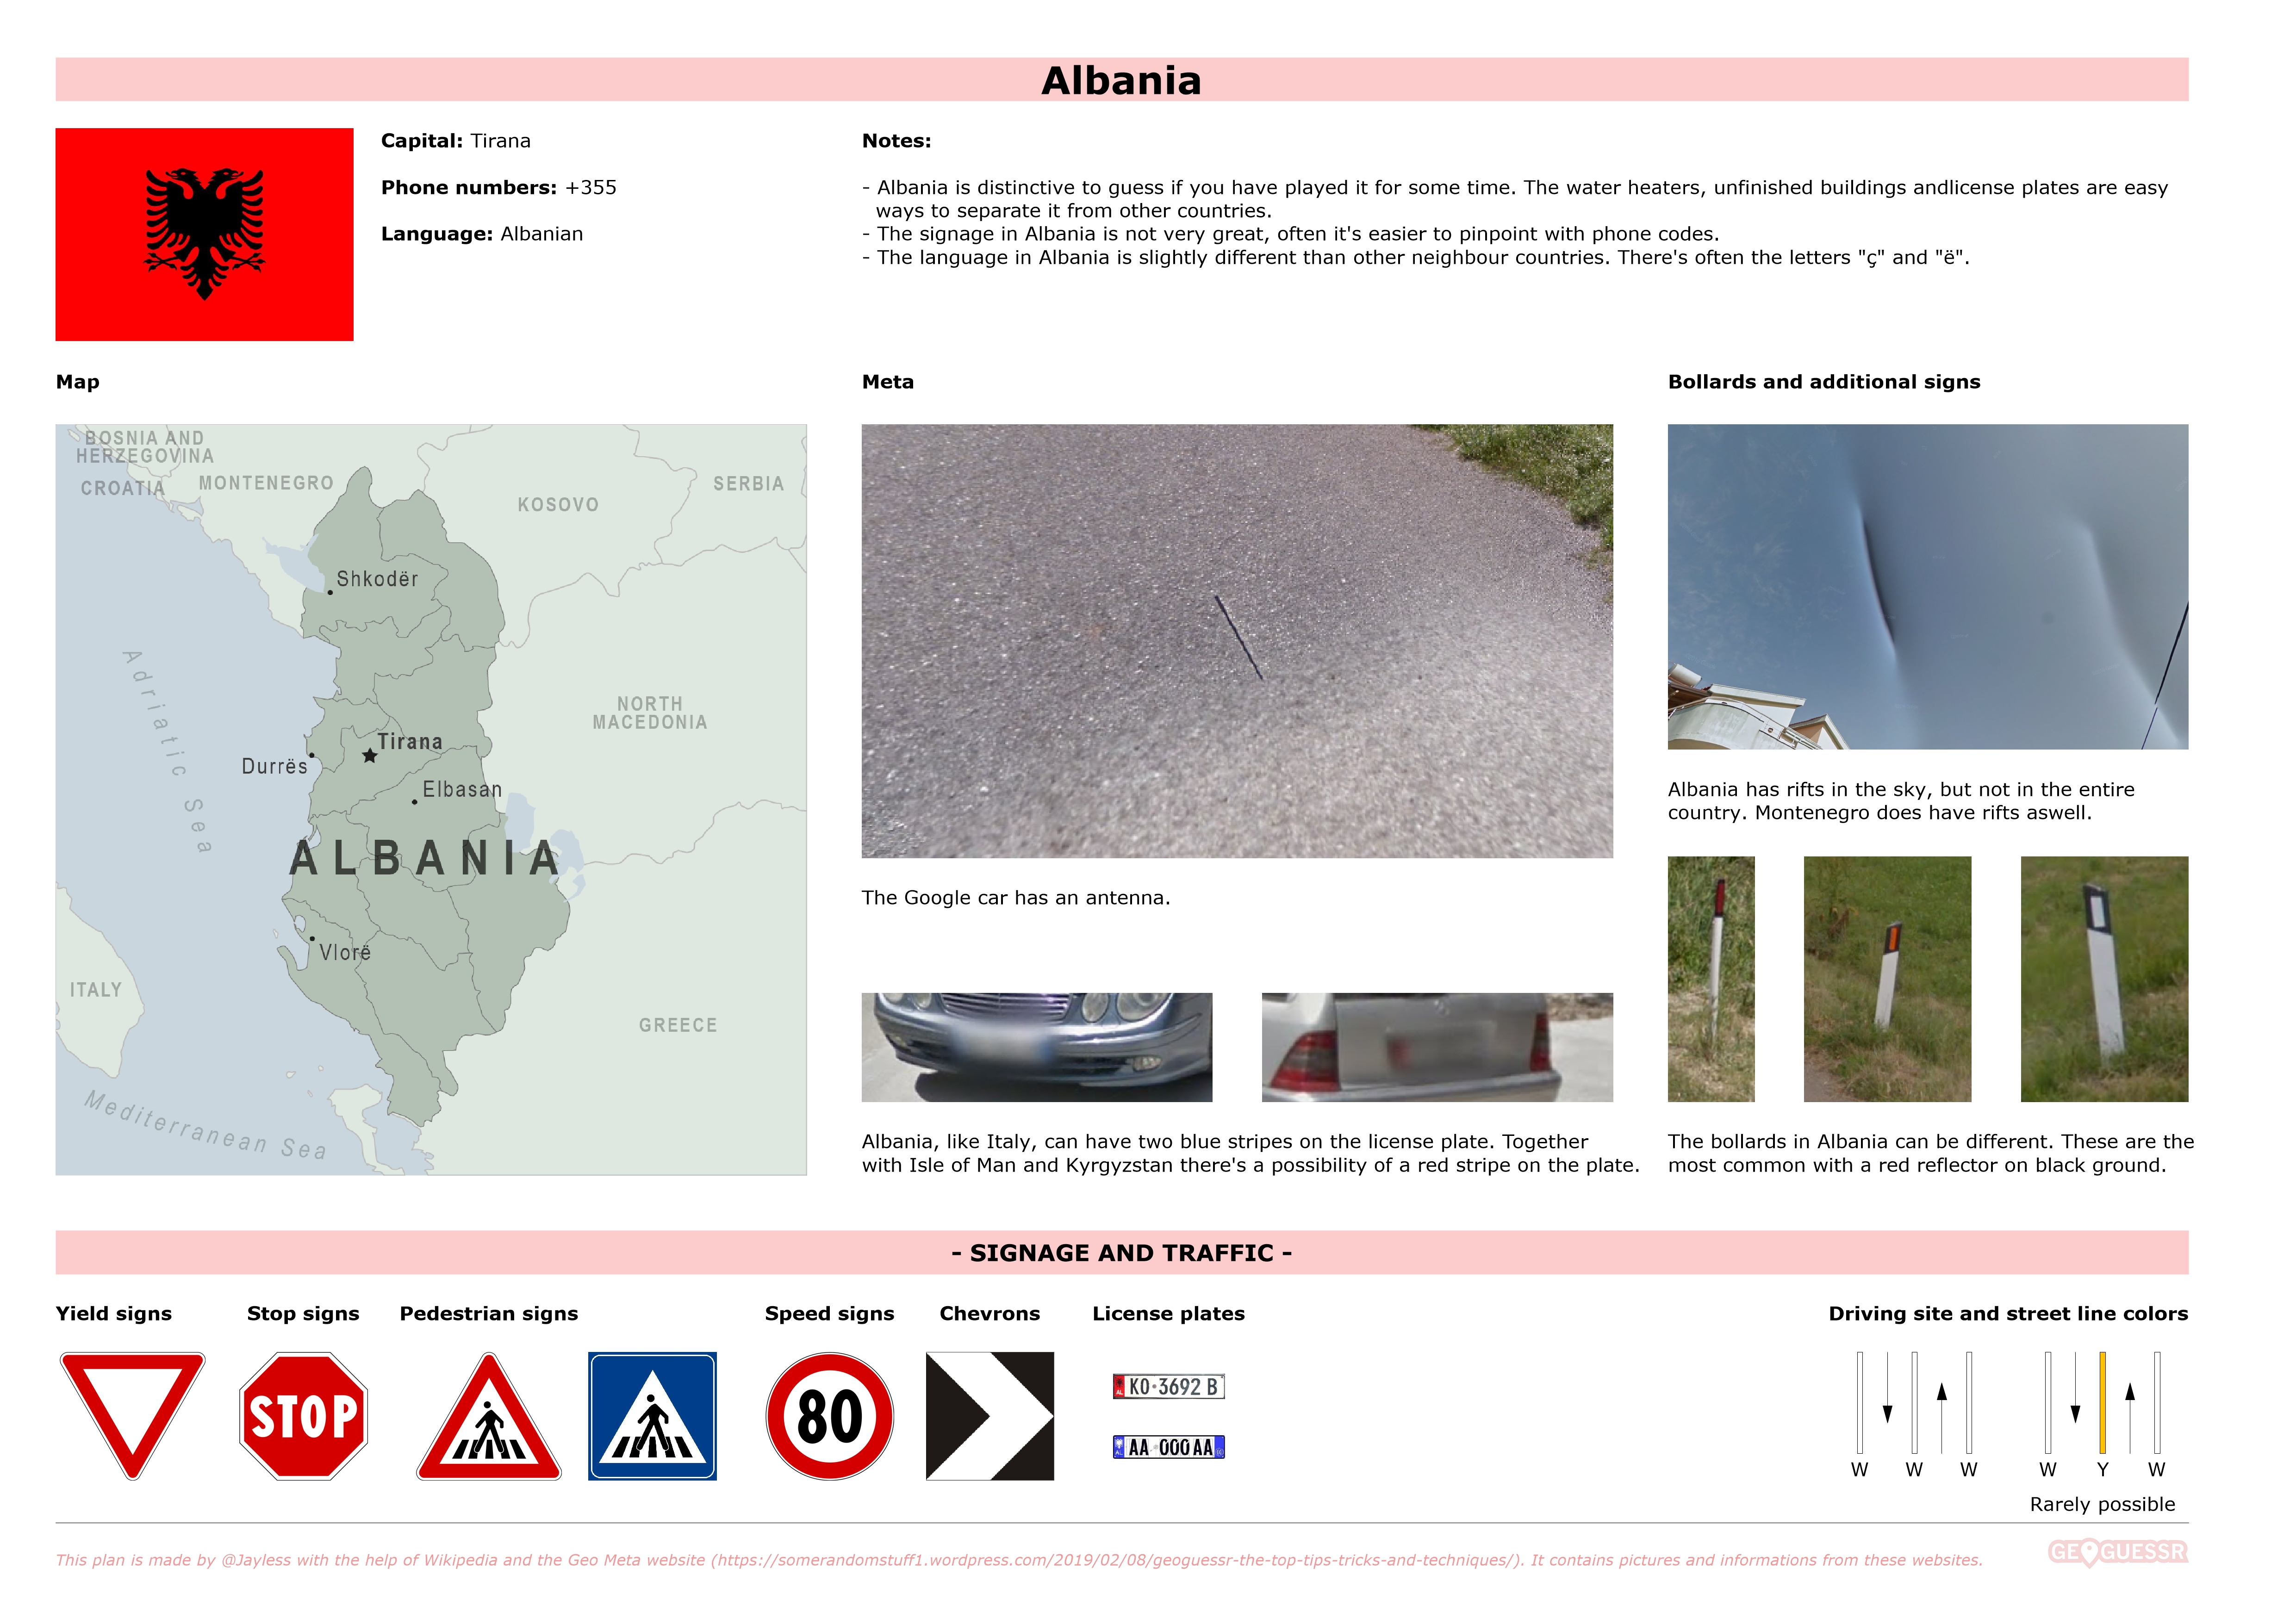 Albania
Capital: Tirana
Phone numbers: +355
Language: Albanian
Notes:
- Albania is distinctive to guess if you have played it for some time. The water heaters, unfinished buildings andlicense plates are easy
ways to separate it from other countries.
- The signage in Albania is not very great, often it's easier to pinpoint with phone codes.
- The language in Albania is slightly different than other neighbour countries. There's often the letters "ç" and "ë".
Map
BOSNIA AND
HERZEGOVINA
CROATIA
MONTENEGRO
KOSOVO
SERBIA
Shkodër
Adriatic Sea
NORTH
MACEDONIA
Tirana
Durrës
Elbasan
ALBANIA
Vlorë
ITALY
GREECE
Mediterranean Sea
Meta
The Google car has an antenna.
Albania, like Italy, can have two blue stripes on the license plate. Together
with Isle of Man and Kyrgyzstan there's a possibility of a red stripe on the plate.
Bollards and additional signs
Albania has rifts in the sky, but not in the entire
country. Montenegro does have rifts aswell.
The bollards in Albania can be different. These are the
most common with a red reflector on black ground.
- SIGNAGE AND TRAFFIC -
Yield signs
Stop signs
STOP
Pedestrian signs
Speed signs
80
Chevrons
License plates
AL KO 3692 B
AL AA 000 AA
Driving site and street line colors
W W W
W Y W
Rarely possible
This plan is made by @Jayless with the help of Wikipedia and the Geo Meta website (https://somerandomstuff1.wordpress.com/2019/02/08/geoguessr-the-top-tips-tricks-and-techniques/). It contains pictures and informations from these websites.
GEOGUESSR